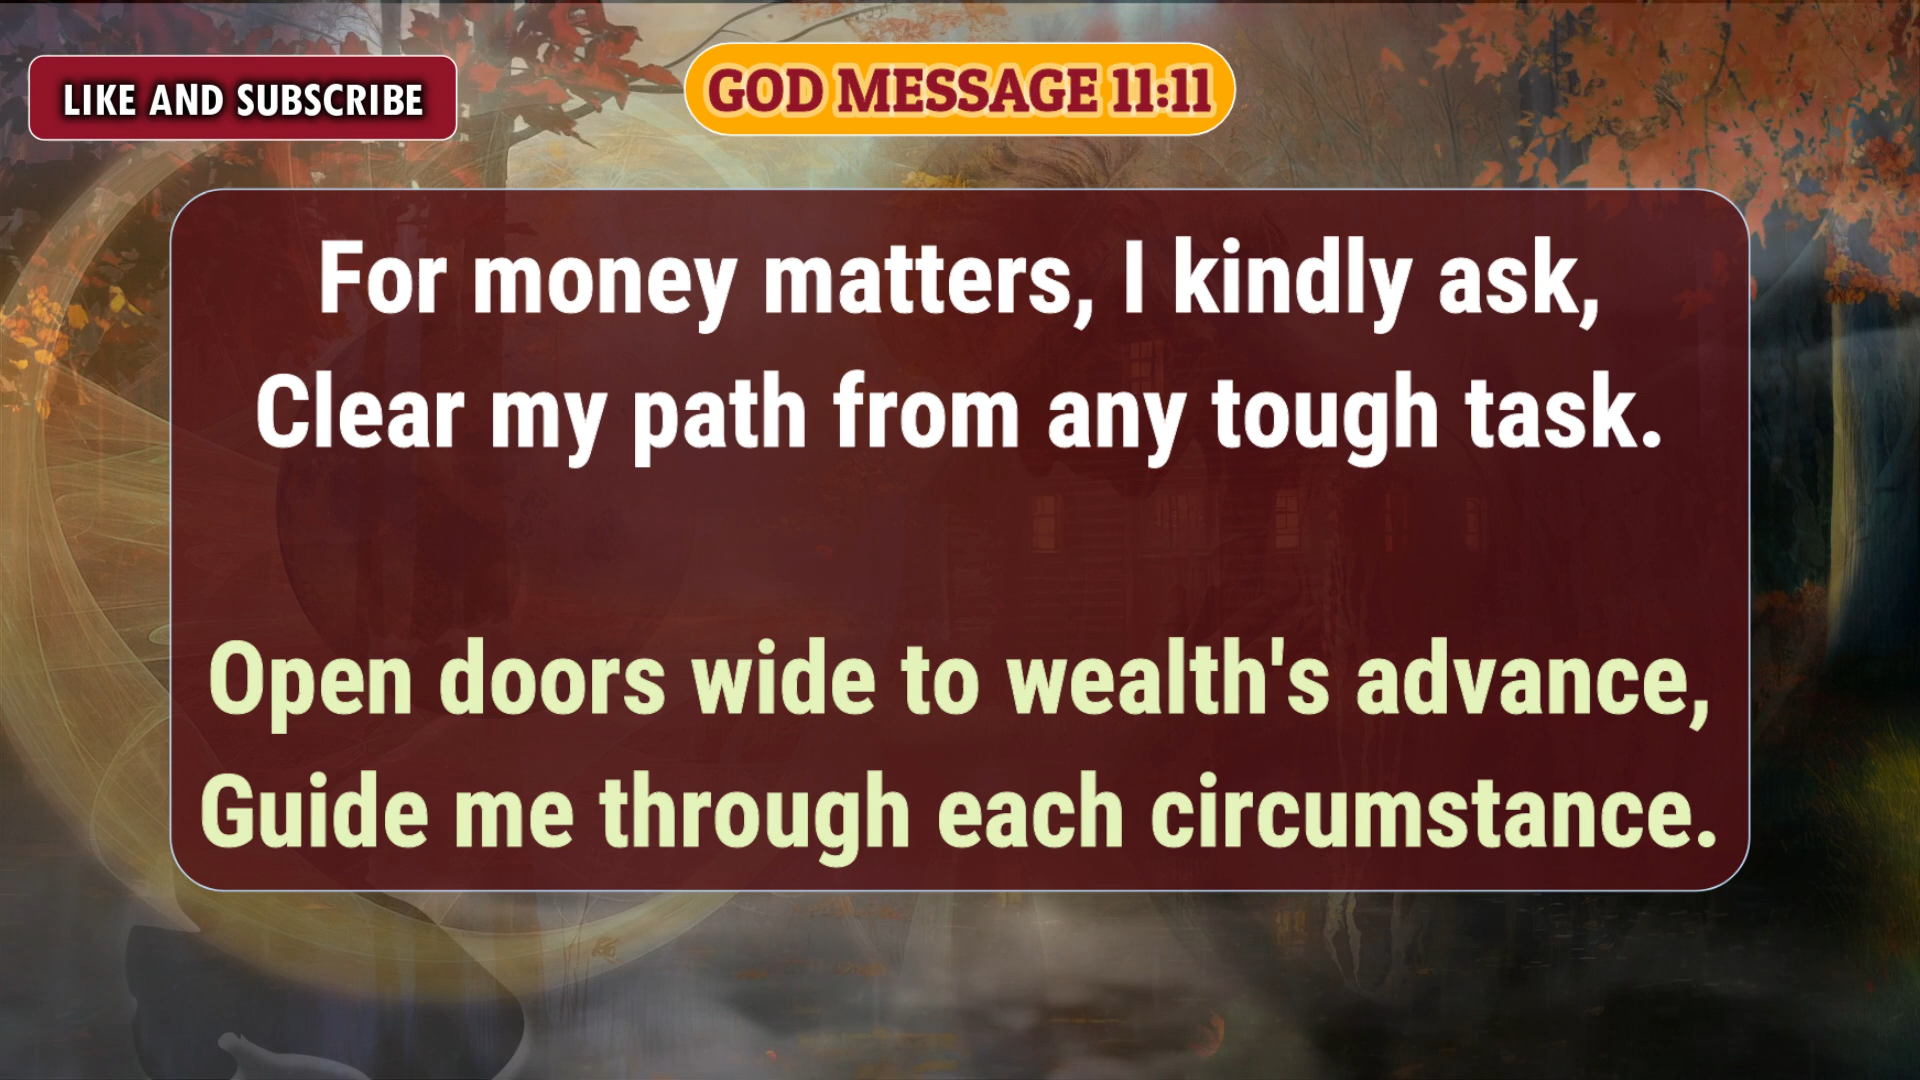 LIKE AND SUBSCRIBE
GOD MESSAGE 11:11
For money matters, I kindly ask,
Clear my path from any tough task.
Open doors wide to wealth's advance,
Guide me through each circumstance.